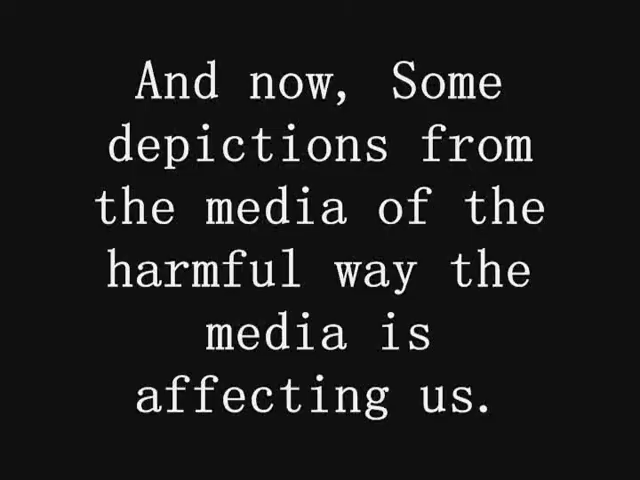 And now, Some
depictions from
the media of the
harmful way the
media is
affecting us.